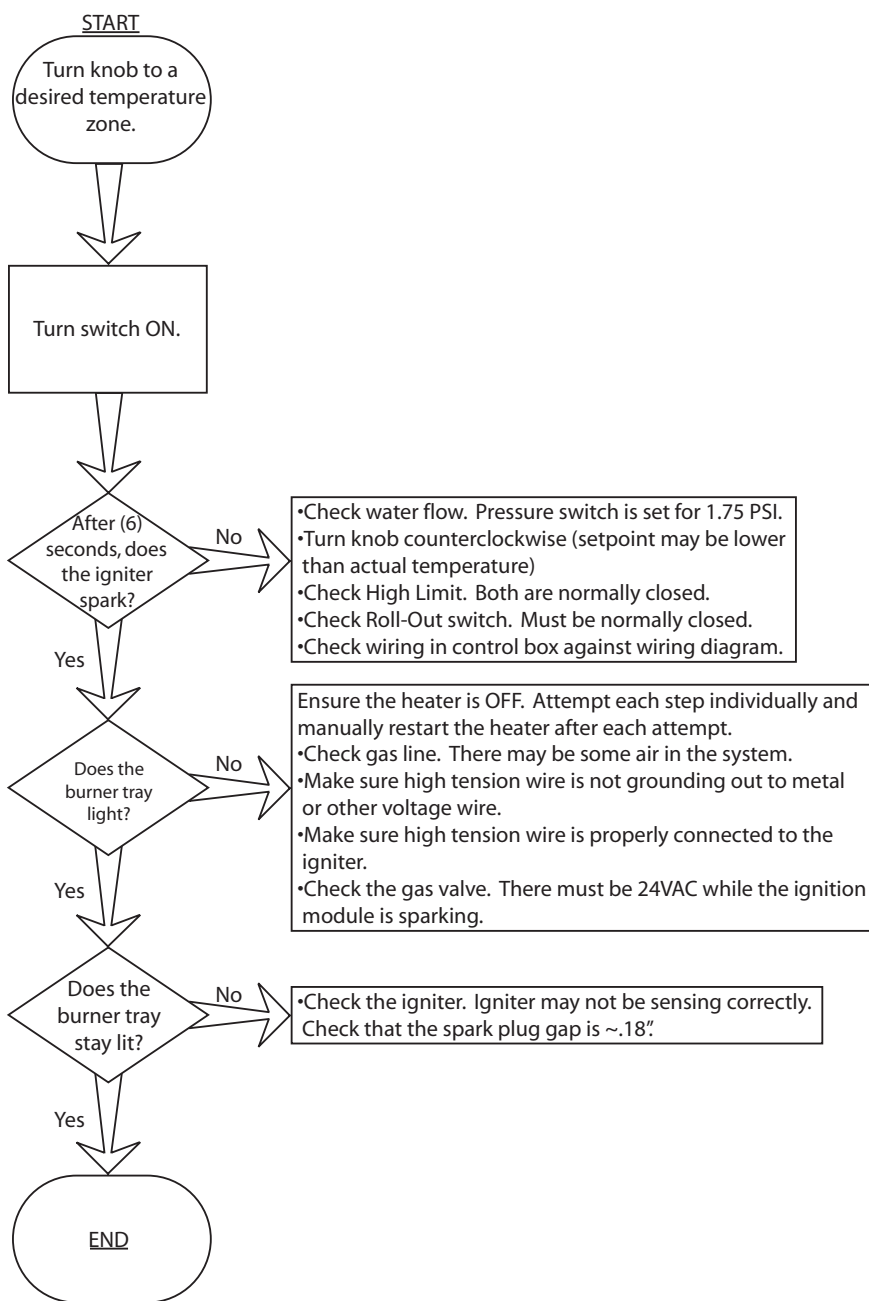 START
Turn knob to a
desired temperature
zone.
Turn switch ON.
After (6)
seconds, does
the igniter
spark?
No
•Check water flow.  Pressure switch is set for 1.75 PSI.
•Turn knob counterclockwise (setpoint may be lower
than actual temperature)
•Check High Limit.  Both are normally closed.
•Check Roll-Out switch.  Must be normally closed.
•Check wiring in control box against wiring diagram.
Yes
Does the
burner tray
light?
No
Ensure the heater is OFF.  Attempt each step individually and
manually restart the heater after each attempt.
•Check gas line.  There may be some air in the system.
•Make sure high tension wire is not grounding out to metal
or other voltage wire.
•Make sure high tension wire is properly connected to the
igniter.
•Check the gas valve.  There must be 24VAC while the ignition
module is sparking.
Yes
Does the
burner tray
stay lit?
No
•Check the igniter.  Igniter may not be sensing correctly.
Check that the spark plug gap is ~.18”.
Yes
END